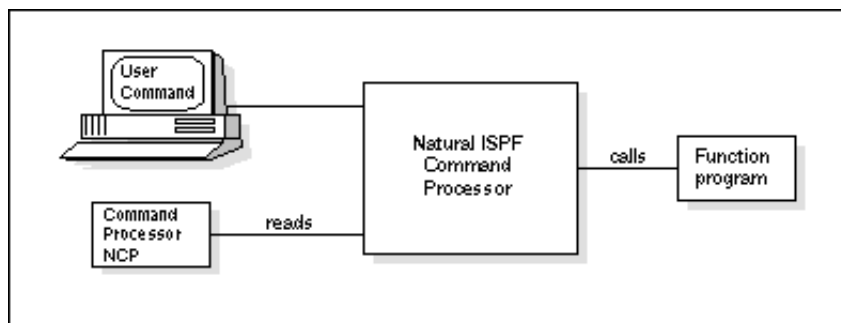 User
Command
Natural ISPF
Command
Processor
calls
Function
program
Command
Processor
NCP
reads